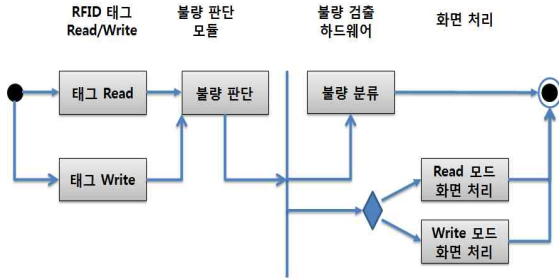 RFID 태그
Read/Write
불량 판단
모듈
불량 검출
하드웨어
화면 처리
태그 Read
불량 판단
불량 분류
태그 Write
Read 모드
화면 처리
Write 모드
화면 처리